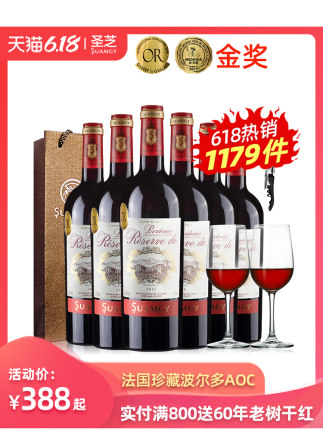 天猫6.18 圣芝
SUAMGY
OR
金奖
618热销
1179件
Bordeaux
Réserve de
SUAMGY
活动价:
¥388起
法国珍藏波尔多AOC
实付满800送60年老树干红